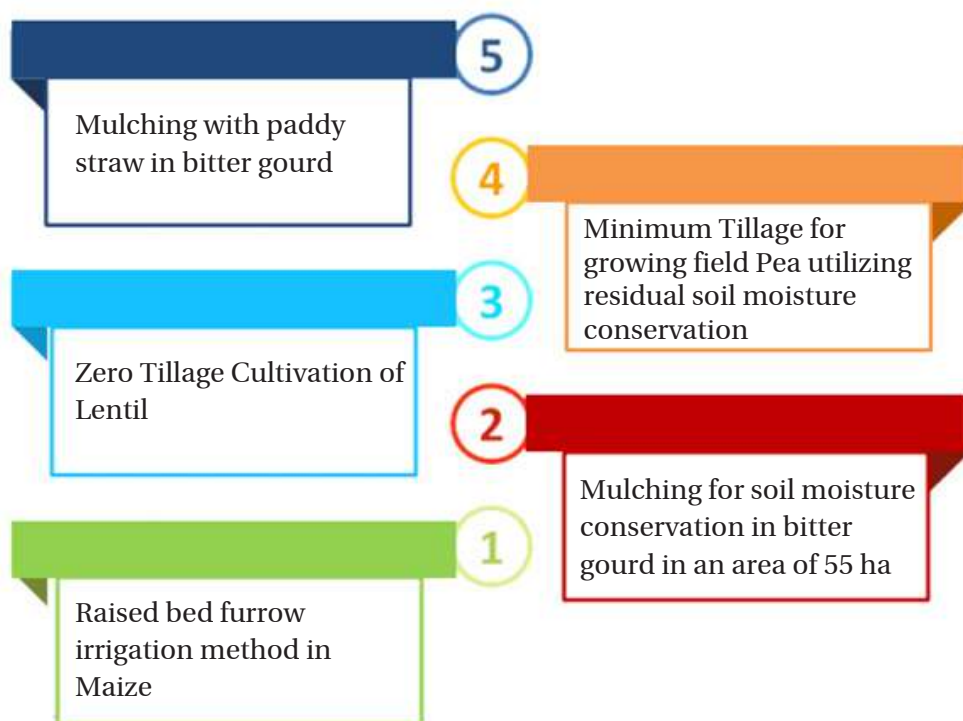 5
Mulching with paddy
straw in bitter gourd
4
Minimum Tillage for
growing field Pea utilizing
residual soil moisture
conservation
3
Zero Tillage Cultivation of
Lentil
2
Mulching for soil moisture
conservation in bitter
gourd in an area of 55 ha
1
Raised bed furrow
irrigation method in
Maize